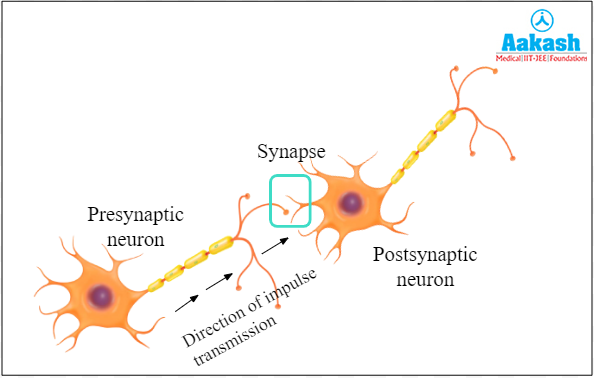 Aakash
Medical|IIT-JEE|Foundations
Synapse
Presynaptic
neuron
Postsynaptic
neuron
Direction of impulse
transmission